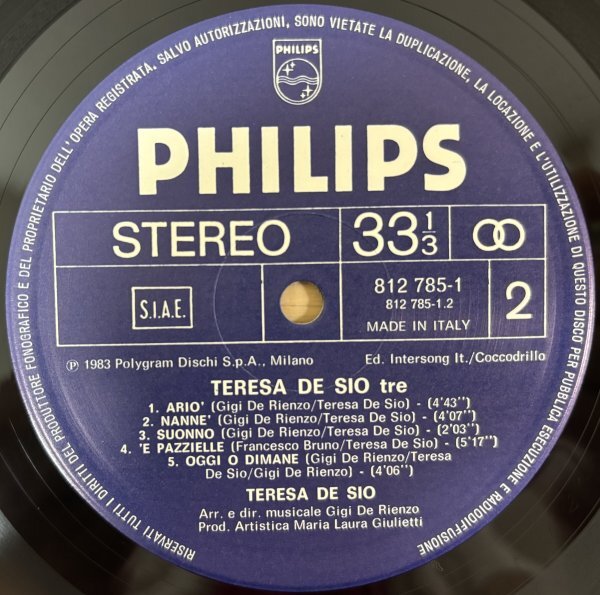 RISERVATI TUTTI I DIRITTI DEL PRODUTTORE FONOGRAFICO E DEL PROPRIETARIO DELL'OPERA REGISTRATA. SALVO AUTORIZZAZIONI, SONO VIETATE LA DUPLICAZIONE, LA LOCAZIONE E L'UTILIZZAZIONE DI QUESTO DISCO PER PUBBLICA ESECUZIONE E RADIODIFFUSIONE
PHILIPS
PHILIPS
STEREO
33 1/3
S.I.A.E.
812 785-1
812 785-1.2
MADE IN ITALY
2
℗ 1983 Polygram Dischi S.p.A., Milano
Ed. Intersong It./Coccodrillo
TERESA DE SIO tre
1. ARIO' (Gigi De Rienzo/Teresa De Sio) - (4'43'')
2. NANNE' (Gigi De Rienzo/Teresa De Sio) - (4'07'')
3. SUONNO (Gigi De Rienzo/Teresa De Sio) - (2'03'')
4. 'E PAZZIELLE (Francesco Bruno/Teresa De Sio) - (5'17'')
5. OGGI O DIMANE (Gigi De Rienzo/Teresa
De Sio/Gigi De Rienzo) - (4'06'')
TERESA DE SIO
Arr. e dir. musicale Gigi De Rienzo
Prod. Artistica Maria Laura Giulietti